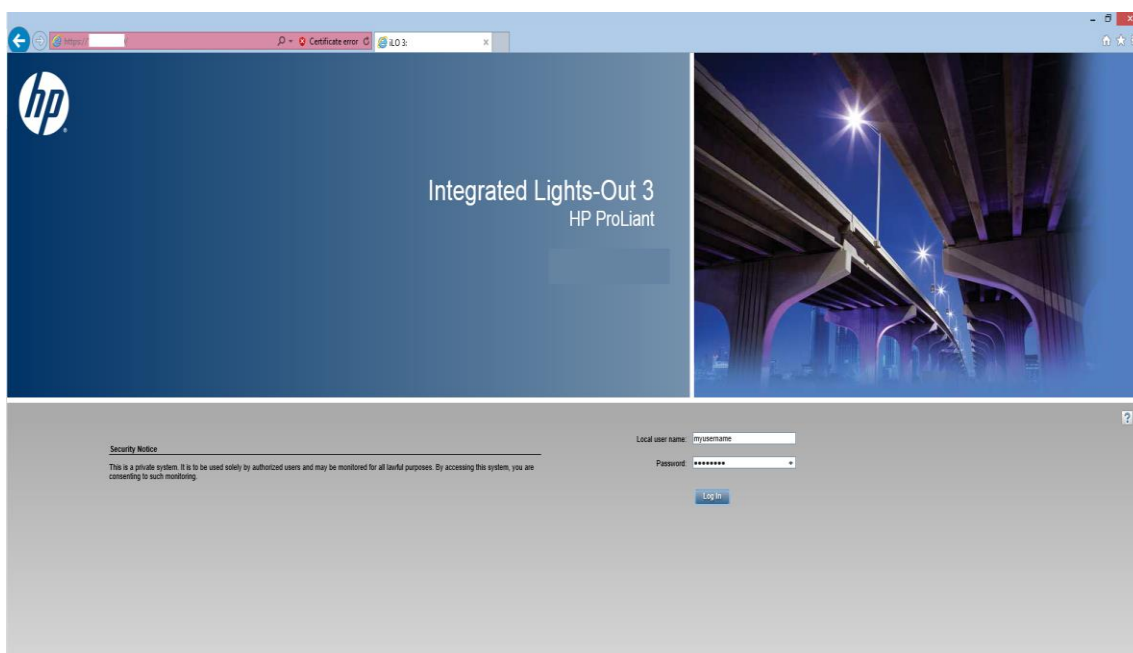 https://
Certificate error
iLO 3:
hp
Integrated Lights-Out 3
HP ProLiant
Local user name: myusername
Security Notice
Password: ••••••••
This is a private system. It is to be used solely by authorized users and may be monitored for all lawful purposes. By accessing this system, you are
consenting to such monitoring.
Log In
?